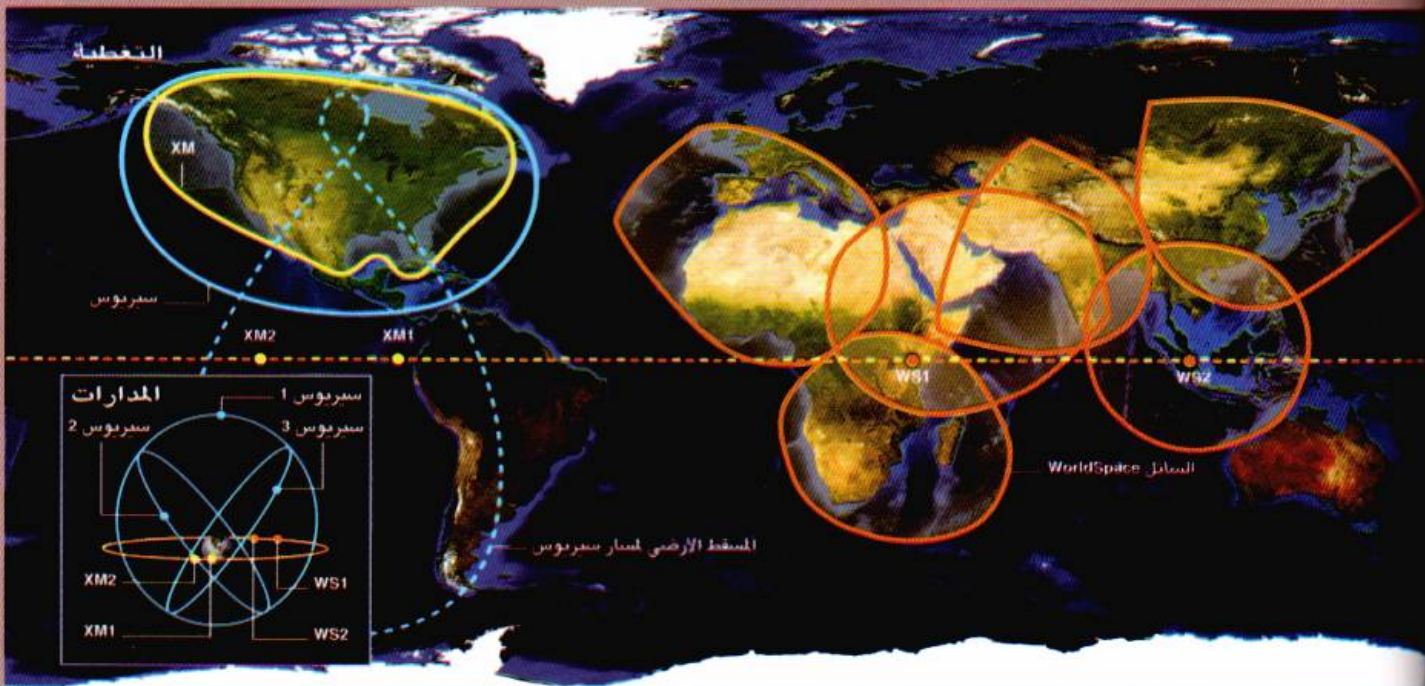 التغطية
XM
سيريوس
XM2
XM1
WS1
WS2
المدارات
سيريوس 1
سيريوس 2
سيريوس 3
XM2
WS1
XM1
WS2
الساتل WorldSpace
المسقط الارضي لمسار سيريوس